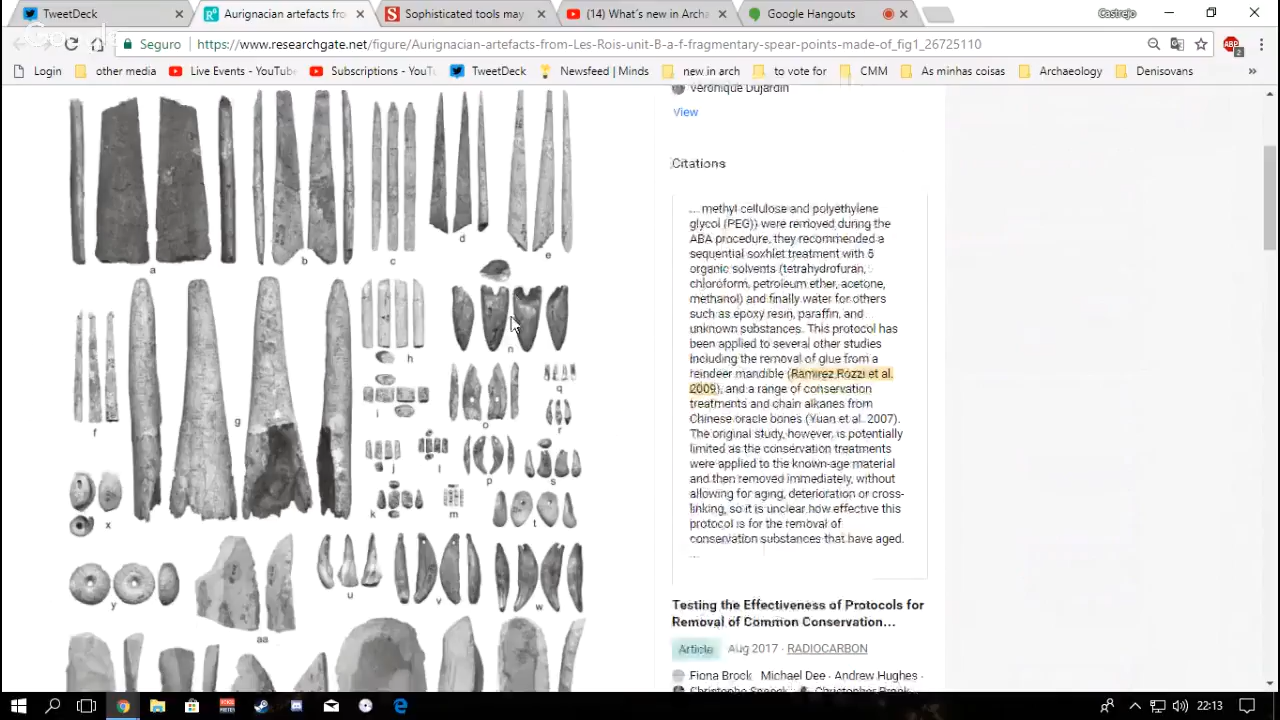 TweetDeck
Aurignacian artefacts from
Sophisticated tools may
(14) What's new in Arch
Google Hangouts
Castrejo
Seguro
https://www.researchgate.net/figure/Aurignacian-artefacts-from-Les-Rois-unit-B-a-f-fragmentary-spear-points-made-of_fig1_26725110
Login
other media
Live Events - YouTube
Subscriptions - YouT
TweetDeck
Newsfeed | Minds
new in arch
to vote for
CMM
As minhas coisas
Archaeology
Denisovans
»
2
Veronique Dujardin
View
Citations
... methyl cellulose and polyethylene
glycol (PEG)) were removed during the
ABA procedure, they recommended a
sequential soxhlet treatment with 5
organic solvents (tetrahydrofuran,
chloroform, petroleum ether, acetone,
methanol) and finally water for others
such as epoxy resin, paraffin, and
unknown substances. This protocol has
been applied to several other studies
including the removal of glue from a
reindeer mandible (Ramirez Rozzi et al.
2009), and a range of conservation
treatments and chain alkanes from
Chinese oracle bones (Yuan et al. 2007).
The original study, however, is potentially
limited as the conservation treatments
were applied to the known-age material
and then removed immediately, without
allowing for aging, deterioration or cross-
linking, so it is unclear how effective this
protocol is for the removal of
conservation substances that have aged.
...
Testing the Effectiveness of Protocols for
Removal of Common Conservation...
Article Aug 2017 · RADIOCARBON
Fiona Brock · Michael Dee · Andrew Hughes ·
a
b
c
d
e
f
g
h
n
i
o
q
r
j
l
p
s
k
m
t
x
y
u
v
w
aa
22:13